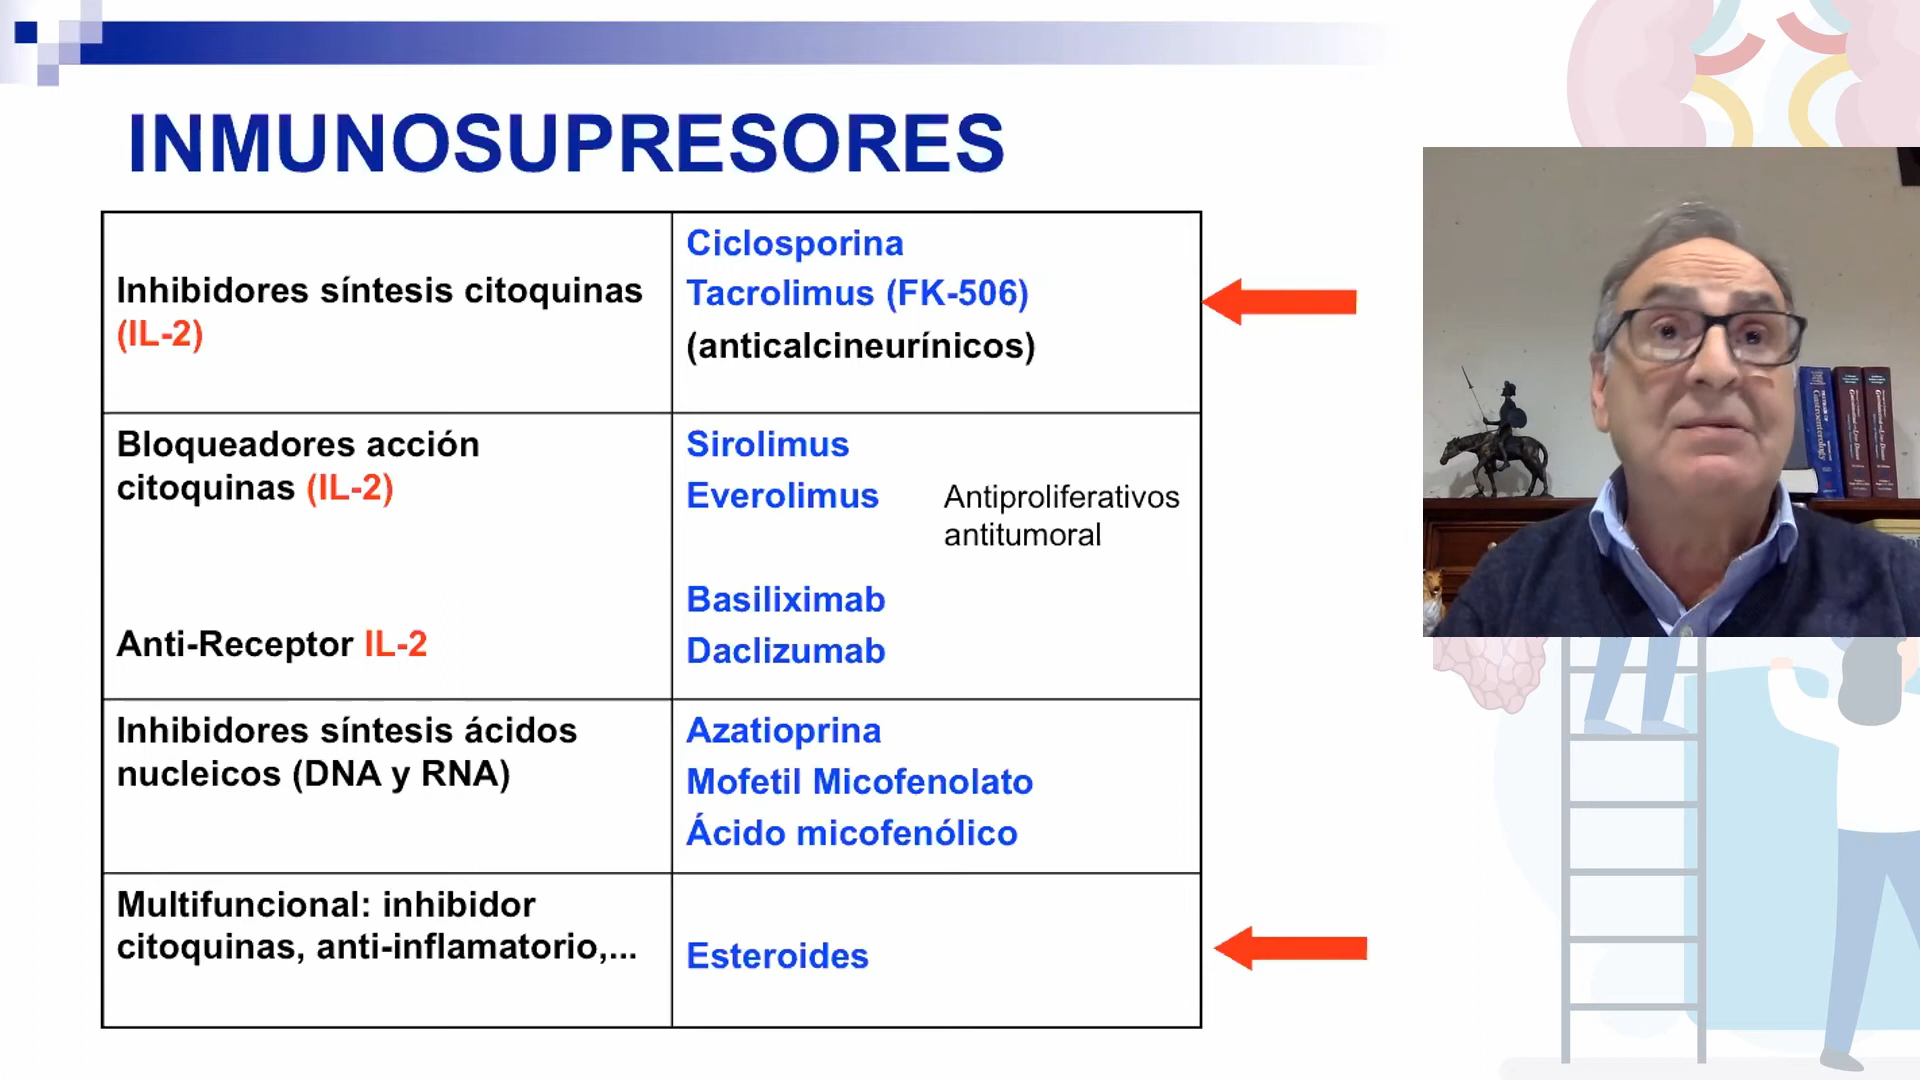 INMUNOSUPRESORES
Inhibidores síntesis citoquinas
(IL-2)
Ciclosporina
Tacrolimus (FK-506)
(anticalcineurínicos)
Bloqueadores acción
citoquinas (IL-2)
Anti-Receptor IL-2
Sirolimus
Everolimus
Antiproliferativos
antitumoral
Basiliximab
Daclizumab
Inhibidores síntesis ácidos
nucleicos (DNA y RNA)
Azatioprina
Mofetil Micofenolato
Ácido micofenólico
Multifuncional: inhibidor
citoquinas, anti-inflamatorio,...
Esteroides
Gastroenterology